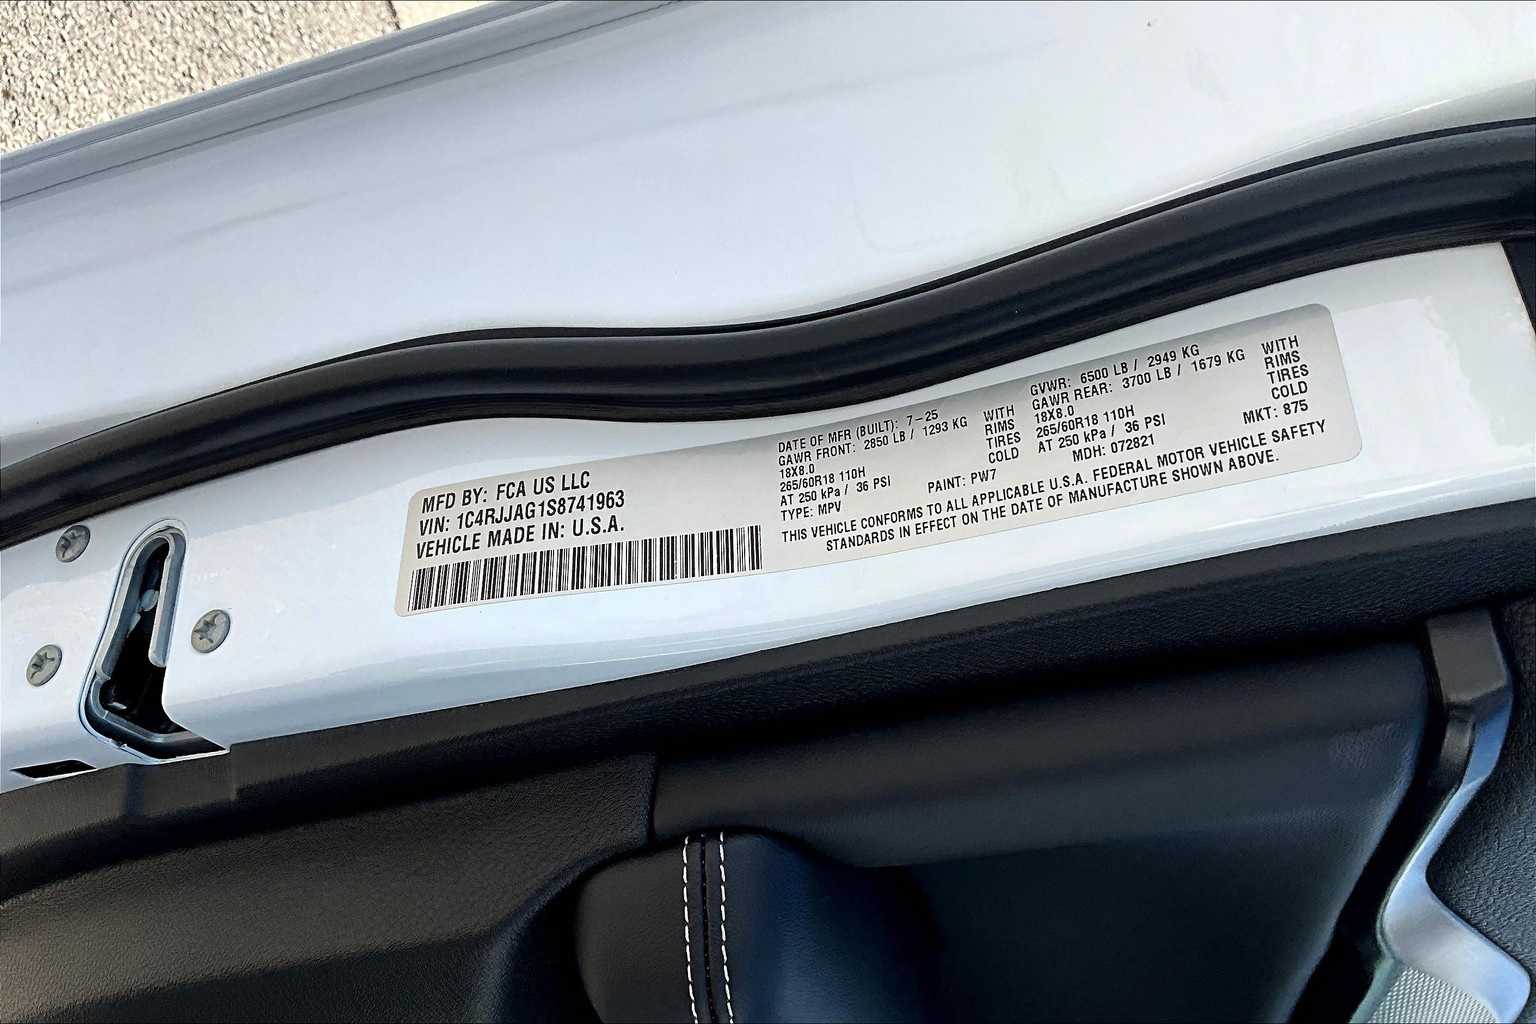 MFD BY: FCA US LLC
VIN: 1C4RJJAG1S8741963
VEHICLE MADE IN: U.S.A.
DATE OF MFR (BUILT): 7-25
GAWR FRONT: 2850 LB / 1293 KG WITH
18X8.0 RIMS
265/60R18 110H TIRES
AT 250 kPa / 36 PSI COLD
TYPE: MPV
PAINT: PW7
GVWR: 6500 LB / 2949 KG
GAWR REAR: 3700 LB / 1679 KG WITH
18X8.0 RIMS
265/60R18 110H TIRES
AT 250 kPa / 36 PSI COLD
MDH: 072821
MKT: 875
THIS VEHICLE CONFORMS TO ALL APPLICABLE U.S.A. FEDERAL MOTOR VEHICLE SAFETY
STANDARDS IN EFFECT ON THE DATE OF MANUFACTURE SHOWN ABOVE.